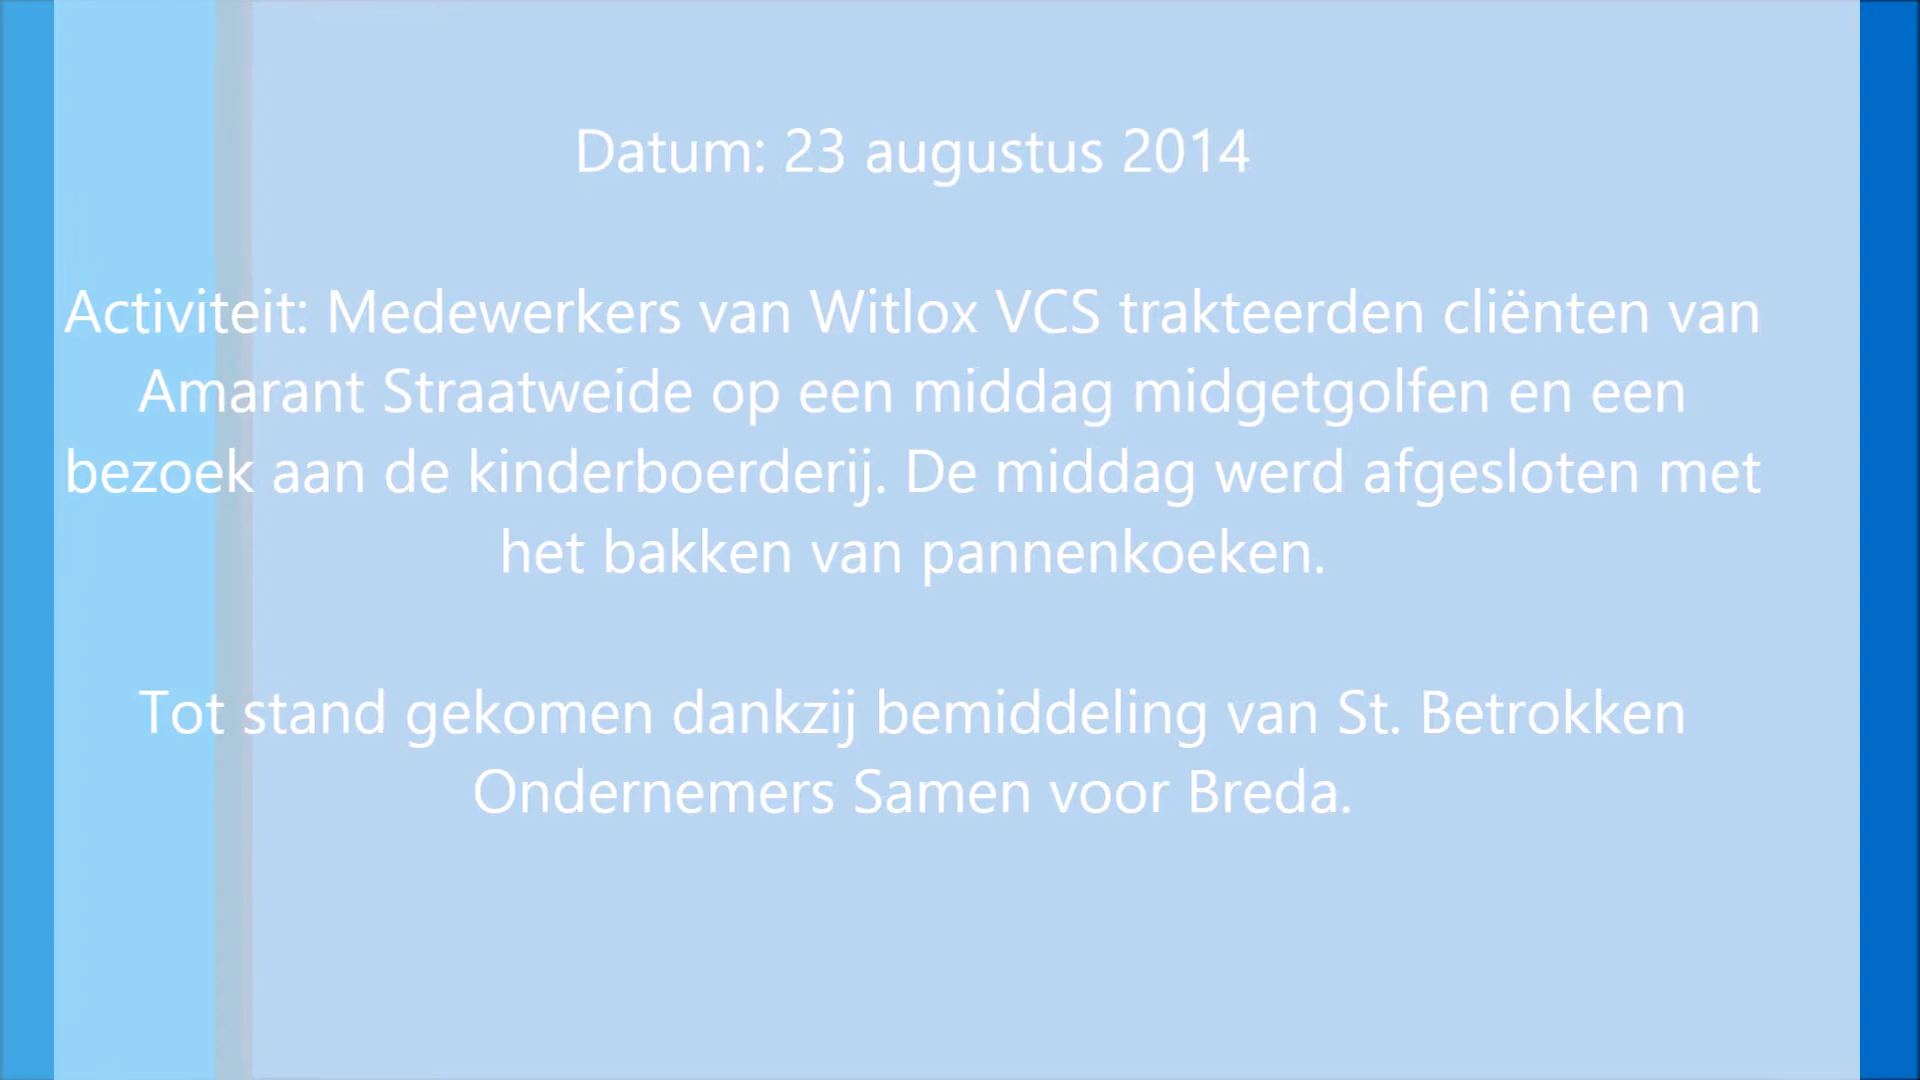 Datum: 23 augustus 2014
Activiteit: Medewerkers van Witlox VCS trakteerden cliënten van
Amarant Straatweide op een middag midgetgolfen en een
bezoek aan de kinderboerderij. De middag werd afgesloten met
het bakken van pannenkoeken.
Tot stand gekomen dankzij bemiddeling van St. Betrokken
Ondernemers Samen voor Breda.